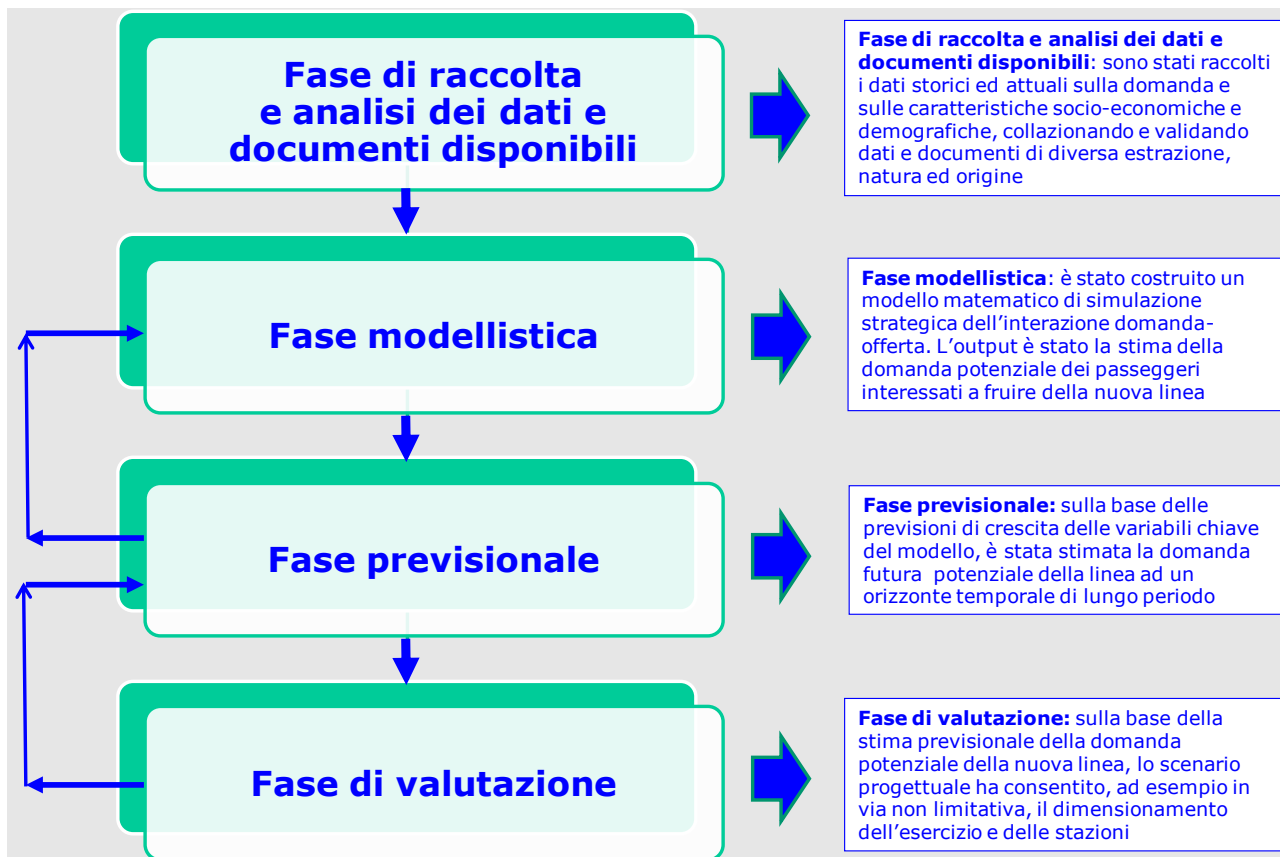 Fase di raccolta
e analisi dei dati e
documenti disponibili
Fase di raccolta e analisi dei dati e
documenti disponibili: sono stati raccolti
i dati storici ed attuali sulla domanda e
sulle caratteristiche socio-economiche e
demografiche, collazionando e validando
dati e documenti di diversa estrazione,
natura ed origine
Fase modellistica
Fase modellistica: è stato costruito un
modello matematico di simulazione
strategica dell’interazione domanda-
offerta. L’output è stato la stima della
domanda potenziale dei passeggeri
interessati a fruire della nuova linea
Fase previsionale
Fase previsionale: sulla base delle
previsioni di crescita delle variabili chiave
del modello, è stata stimata la domanda
futura potenziale della linea ad un
orizzonte temporale di lungo periodo
Fase di valutazione
Fase di valutazione: sulla base della
stima previsionale della domanda
potenziale della nuova linea, lo scenario
progettuale ha consentito, ad esempio in
via non limitativa, il dimensionamento
dell’esercizio e delle stazioni